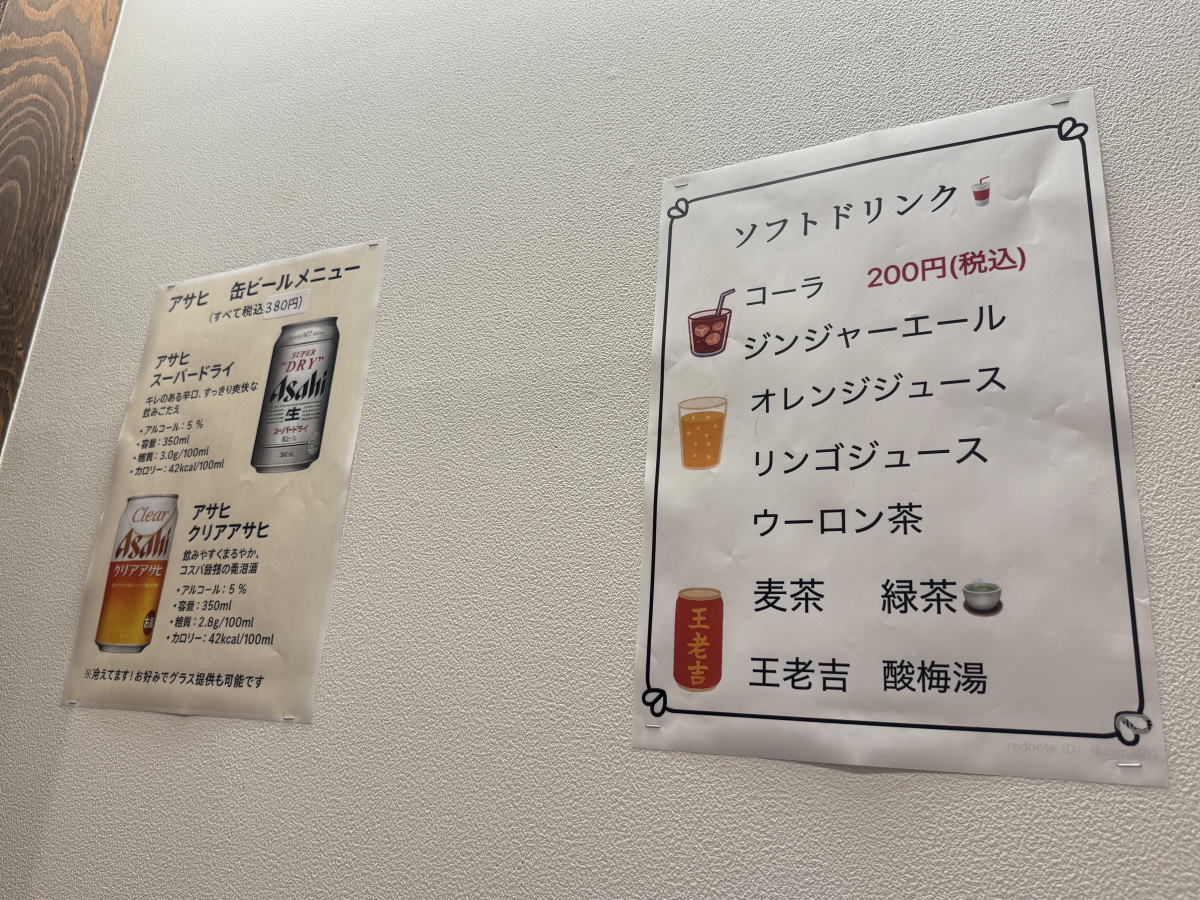 アサヒ 缶ビールメニュー
(すべて税込380円)
アサヒ
スーパードライ
キレのある辛口、すっきり爽快な
飲みごたえ
・アルコール:5 %
・容量:350ml
・糖質:3.0g/100ml
・カロリー:42kcal/100ml
SUPER
"DRY"
Asahi
生
スーパードライ
Clear
Asahi
クリアアサヒ
アサヒ
クリアアサヒ
飲みやすくまるやか、
コスパ最強の発泡酒
・アルコール:5 %
・容量:350ml
・糖質:2.8g/100ml
・カロリー:42kcal/100ml
※冷えてます!お好みでグラス提供も可能です
ソフトドリンク
コーラ 200円(税込)
ジンジャーエール
オレンジジュース
リンゴジュース
ウーロン茶
麦茶 緑茶
王老吉
王老吉 酸梅湯
rednote ID: